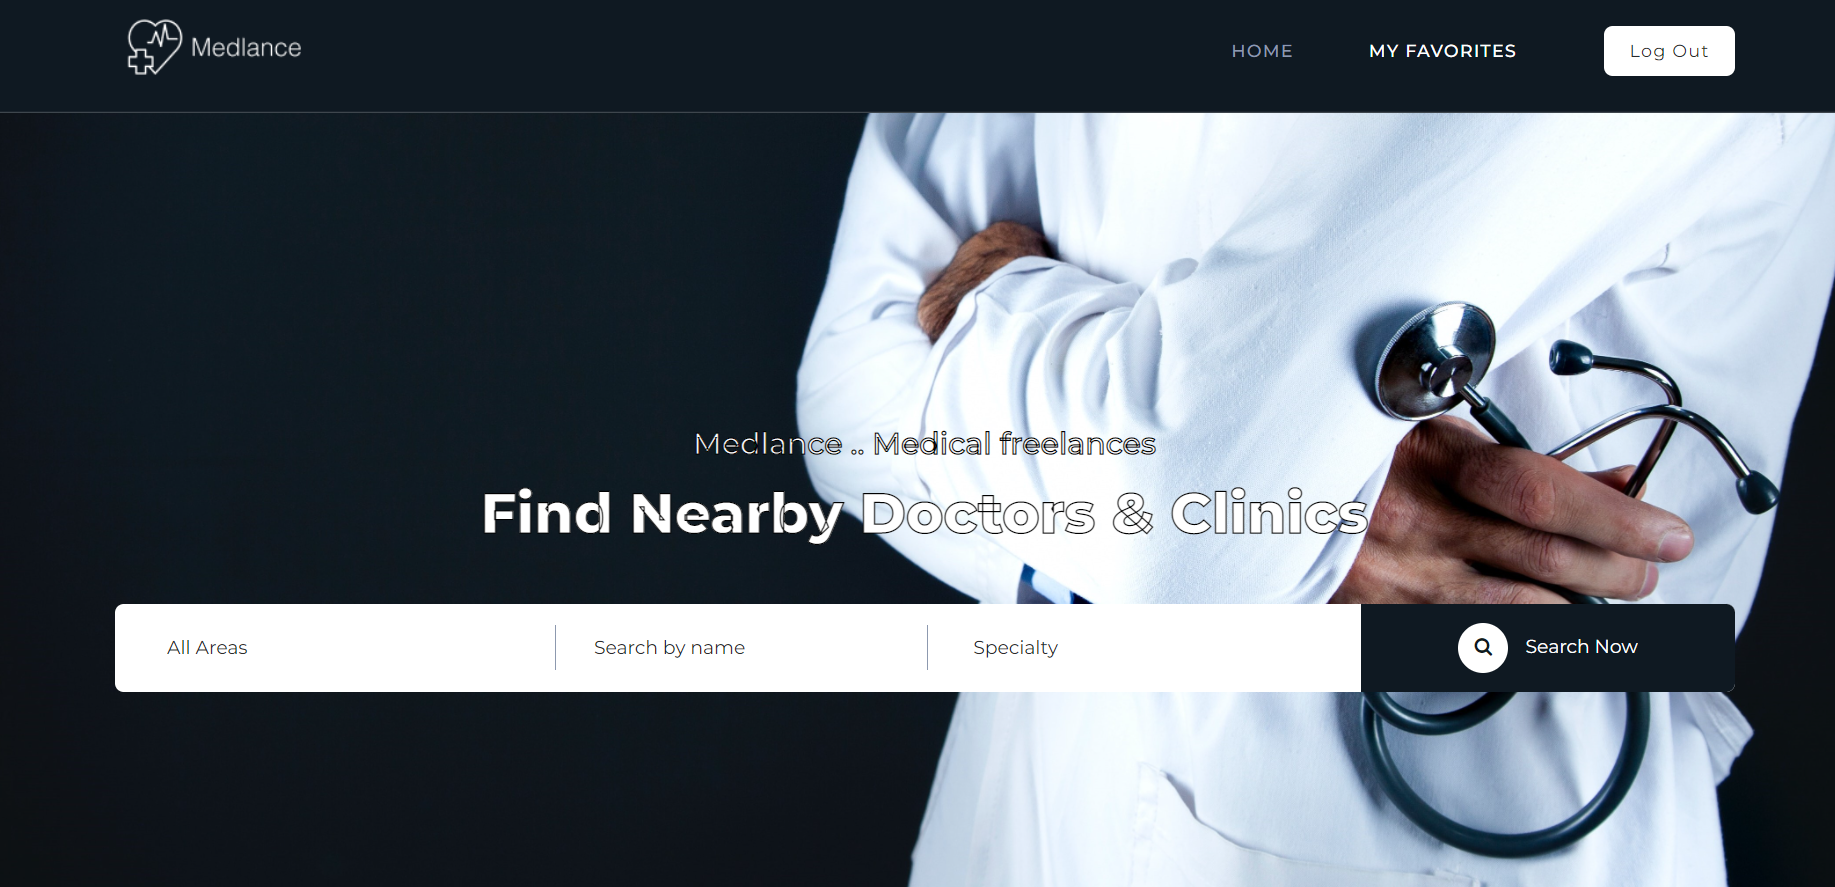 Medlance
HOME
MY FAVORITES
Log Out
Medlance .. Medical freelances
Find Nearby Doctors & Clinics
All Areas
Search by name
Specialty
Search Now